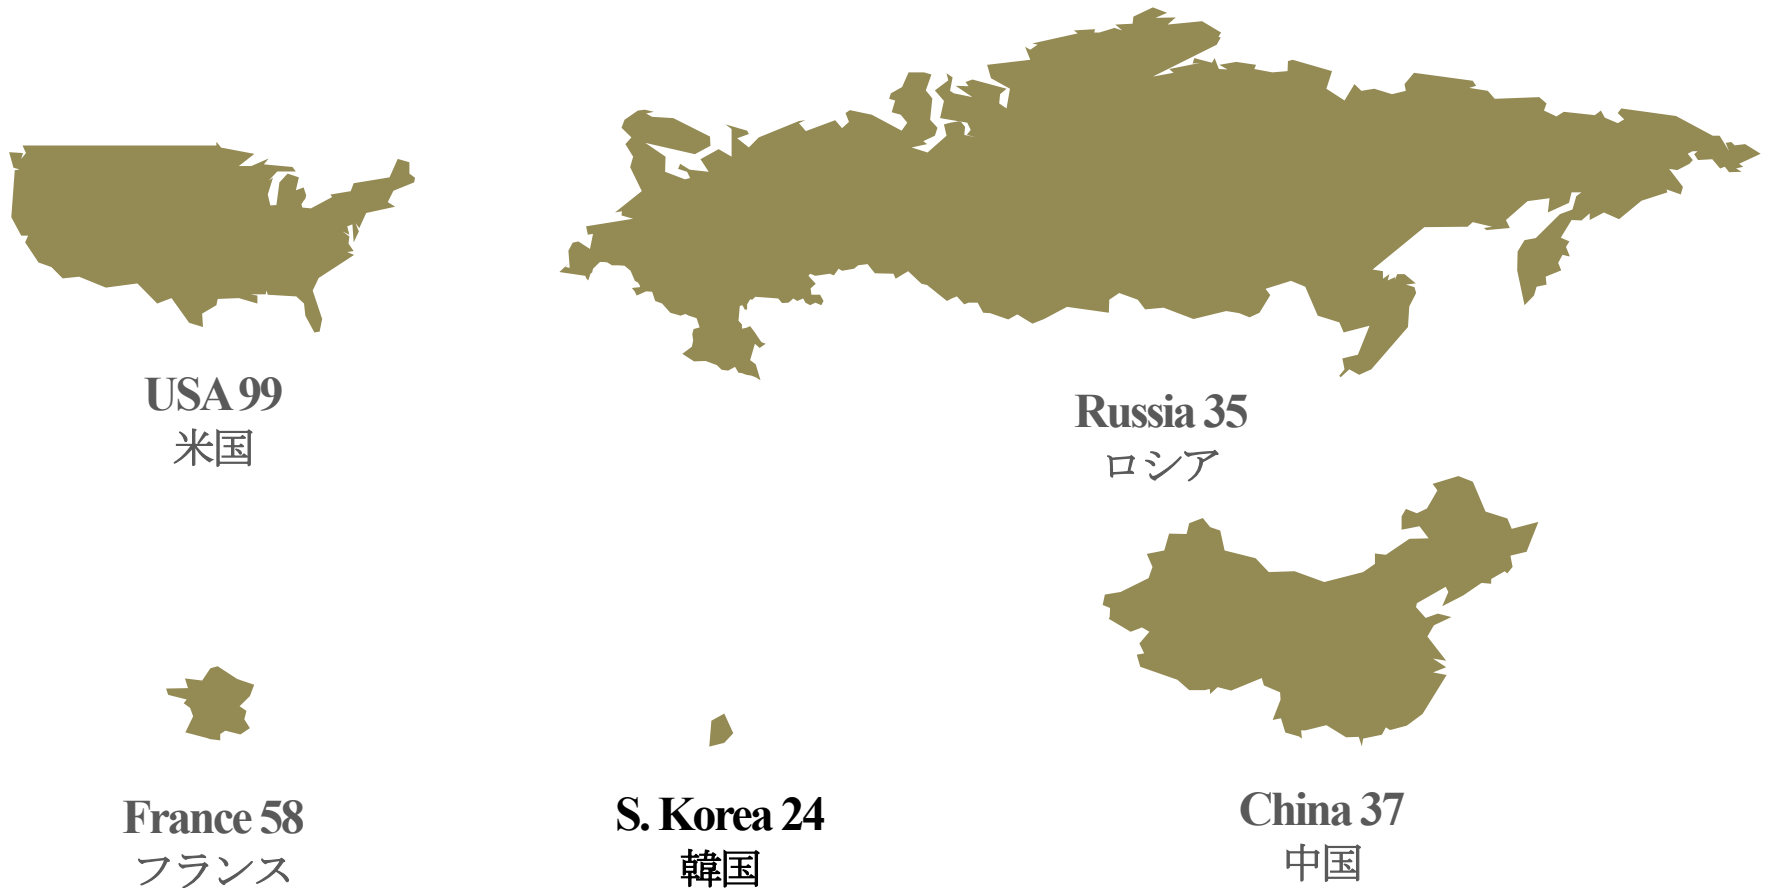 USA 99
米国
Russia 35
ロシア
France 58
フランス
S. Korea 24
韓国
China 37
中国